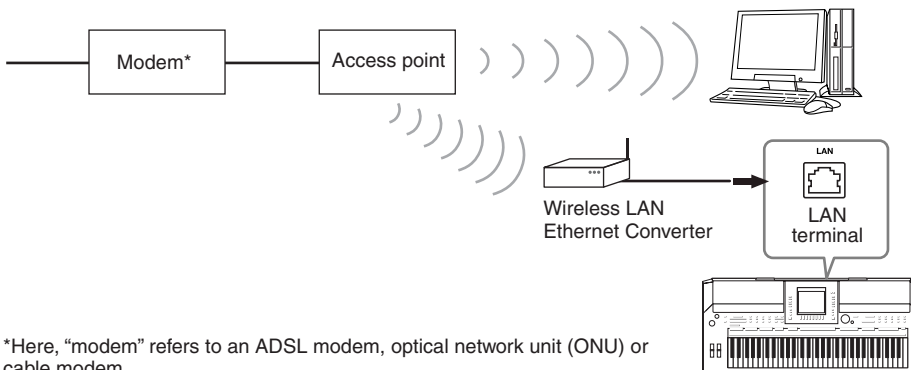 Modem*
Access point
LAN
Wireless LAN
Ethernet Converter
LAN
terminal
*Here, “modem” refers to an ADSL modem, optical network unit (ONU) or
cable modem